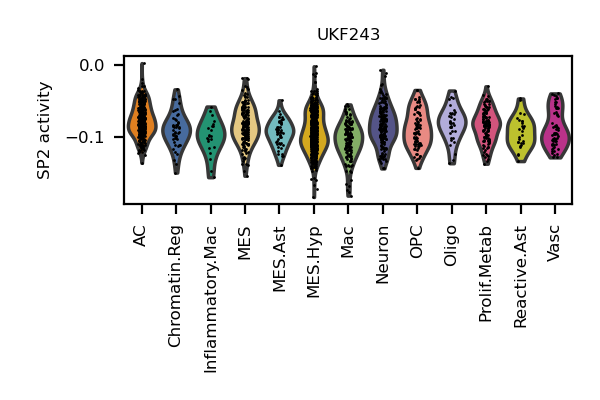 UKF243
SP2 activity
0.0
−0.1
AC
Chromatin.Reg
Inflammatory.Mac
MES
MES.Ast
MES.Hyp
Mac
Neuron
OPC
Oligo
Prolif.Metab
Reactive.Ast
Vasc